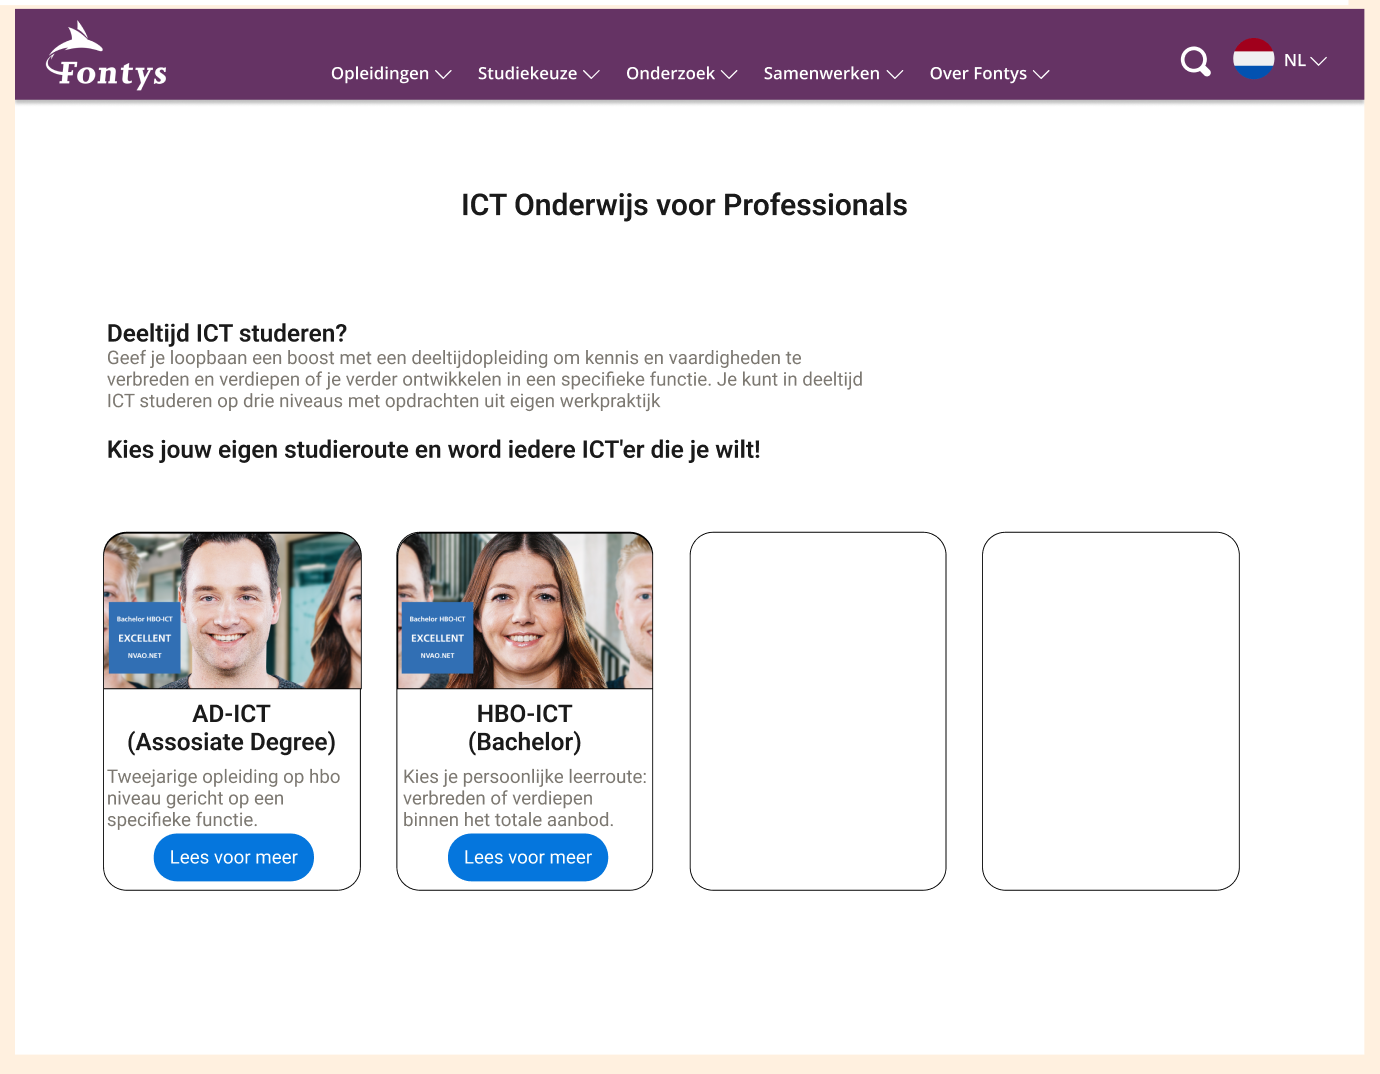 Fontys
Opleidingen
Studiekeuze
Onderzoek
Samenwerken
Over Fontys
NL
ICT Onderwijs voor Professionals
Deeltijd ICT studeren?
Geef je loopbaan een boost met een deeltijdopleiding om kennis en vaardigheden te
verbreden en verdiepen of je verder ontwikkelen in een specifieke functie. Je kunt in deeltijd
ICT studeren op drie niveaus met opdrachten uit eigen werkpraktijk
Kies jouw eigen studieroute en word iedere ICT'er die je wilt!
Bachelor HBO-ICT
EXCELLENT
NVAO.NET
AD-ICT
(Assosiate Degree)
Tweejarige opleiding op hbo
niveau gericht op een
specifieke functie.
Lees voor meer
Bachelor HBO-ICT
EXCELLENT
NVAO.NET
HBO-ICT
(Bachelor)
Kies je persoonlijke leerroute:
verbreden of verdiepen
binnen het totale aanbod.
Lees voor meer